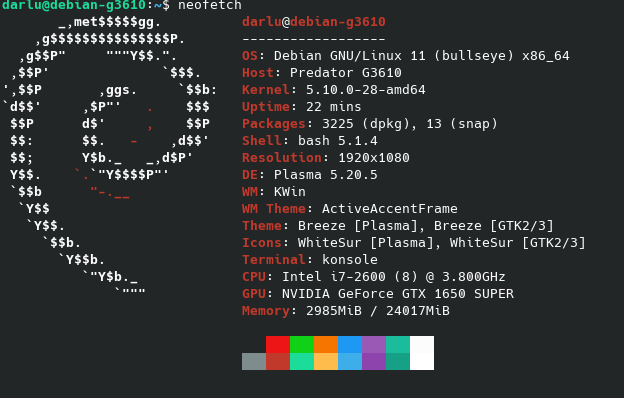 darlu@debian-g3610:~$ neofetch
       _,met$$$$$gg.          darlu@debian-g3610
    ,g$$$$$$$$$$$$$$$P.       ------------------
  ,g$$P"     """Y$$.".        OS: Debian GNU/Linux 11 (bullseye) x86_64
 ,$$P'              `$$$.     Host: Predator G3610
',$$P       ,ggs.     `$$b:   Kernel: 5.10.0-28-amd64
`d$$'     ,$P"'   .    $$$    Uptime: 22 mins
 $$P      d$'     ,    $$P    Packages: 3225 (dpkg), 13 (snap)
 $$:      $$.   -    ,d$$'    Shell: bash 5.1.4
 $$;      Y$b._   _,d$P'      Resolution: 1920x1080
 Y$$.    `.`"Y$$$$P"'         DE: Plasma 5.20.5
 `$$b      "-.__              WM: KWin
  `Y$$                        WM Theme: ActiveAccentFrame
   `Y$$.                      Theme: Breeze [Plasma], Breeze [GTK2/3]
     `$$b.                    Icons: WhiteSur [Plasma], WhiteSur [GTK2/3]
       `Y$$b.                 Terminal: konsole
          `"Y$b._             CPU: Intel i7-2600 (8) @ 3.800GHz
              `"""            GPU: NVIDIA GeForce GTX 1650 SUPER
                              Memory: 2985MiB / 24017MiB